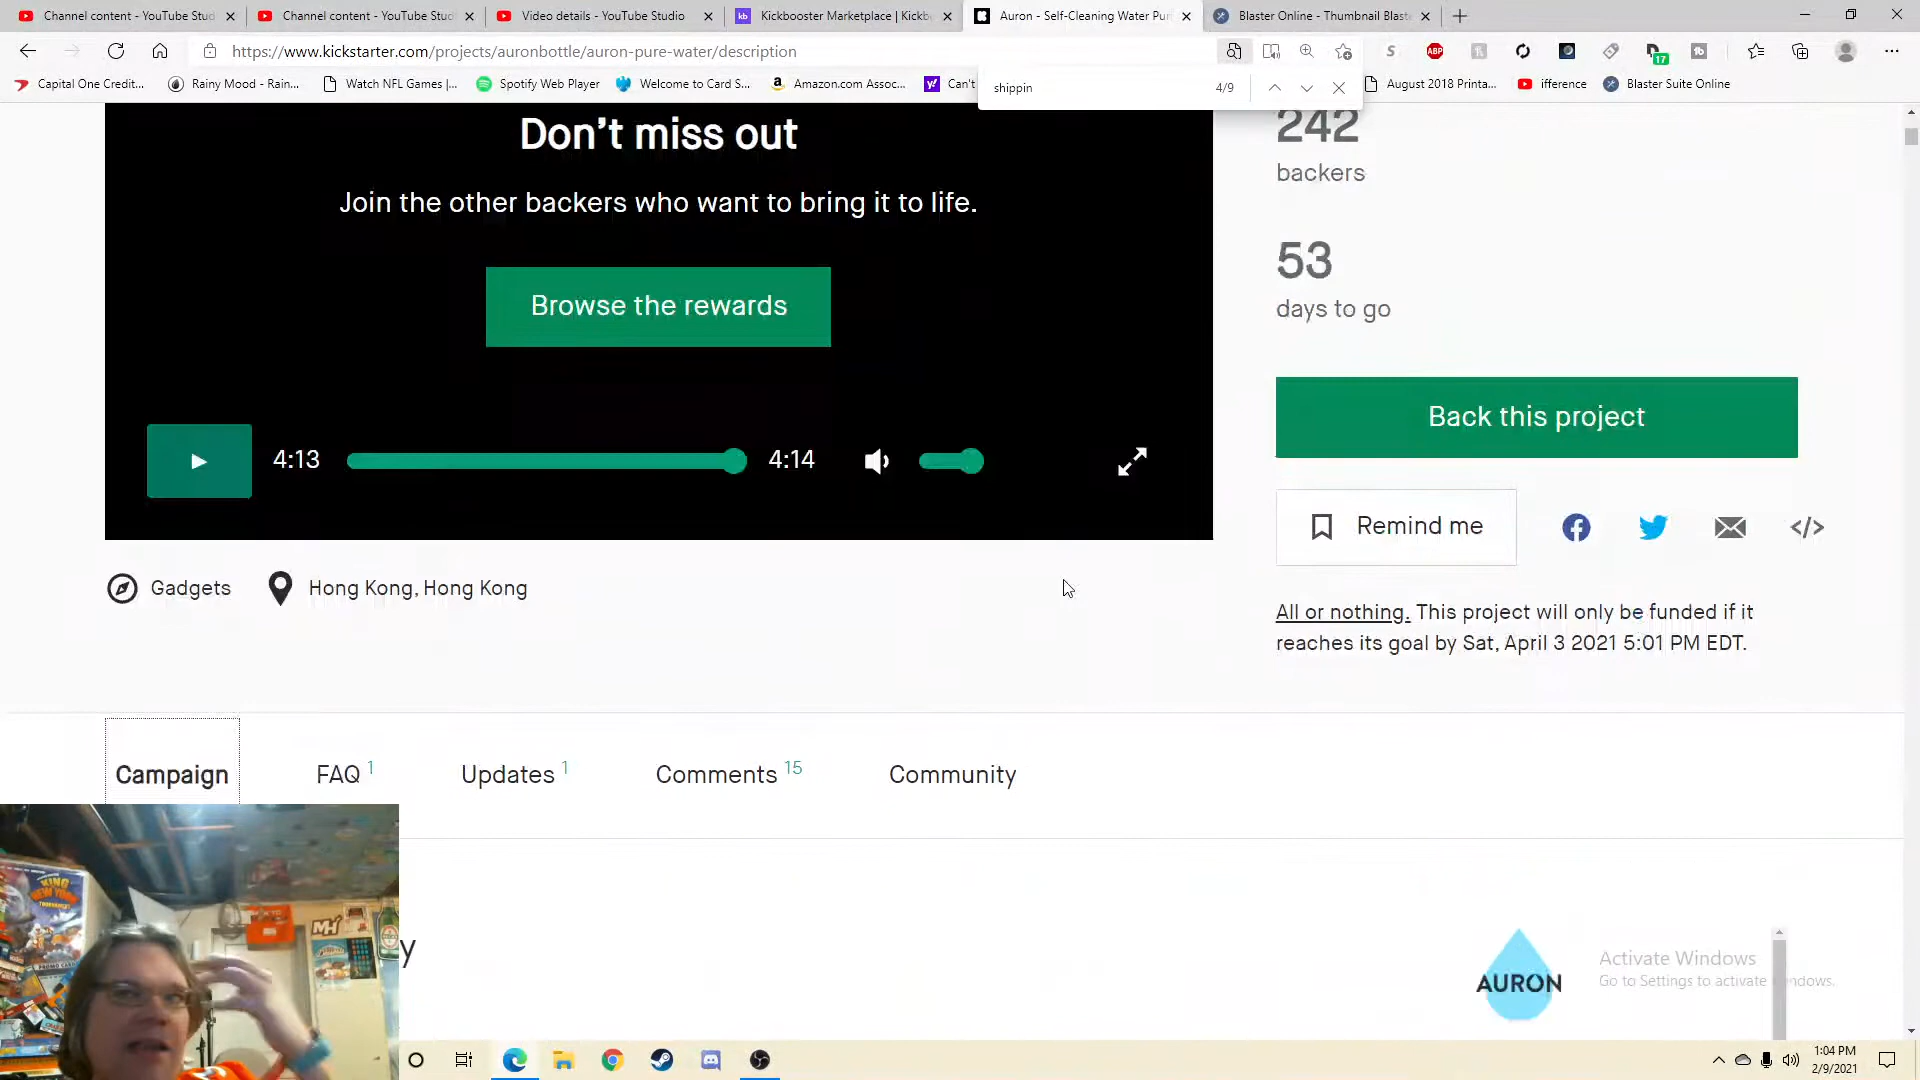 Channel content - YouTube Stud
Channel content - YouTube Stud
Video details - YouTube Studio
Kickbooster Marketplace | Kickb
Auron - Self-Cleaning Water Pur
Blaster Online - Thumbnail Blast
https://www.kickstarter.com/projects/auronbottle/auron-pure-water/description
ABP
17
Capital One Credit...
Rainy Mood - Rain...
Watch NFL Games |...
Spotify Web Player
Welcome to Card S...
Amazon.com Assoc...
Can't
August 2018 Printa...
ifference
Blaster Suite Online
shippin
4/9
Don't miss out
Join the other backers who want to bring it to life.
Browse the rewards
4:13
4:14
242
backers
53
days to go
Back this project
Remind me
Gadgets
Hong Kong, Hong Kong
All or nothing. This project will only be funded if it
reaches its goal by Sat, April 3 2021 5:01 PM EDT.
Campaign
FAQ 1
Updates 1
Comments 15
Community
y
AURON
Activate Windows
Go to Settings to activate Windows.
KING
NEW YORK
MH
1:04 PM
2/9/2021